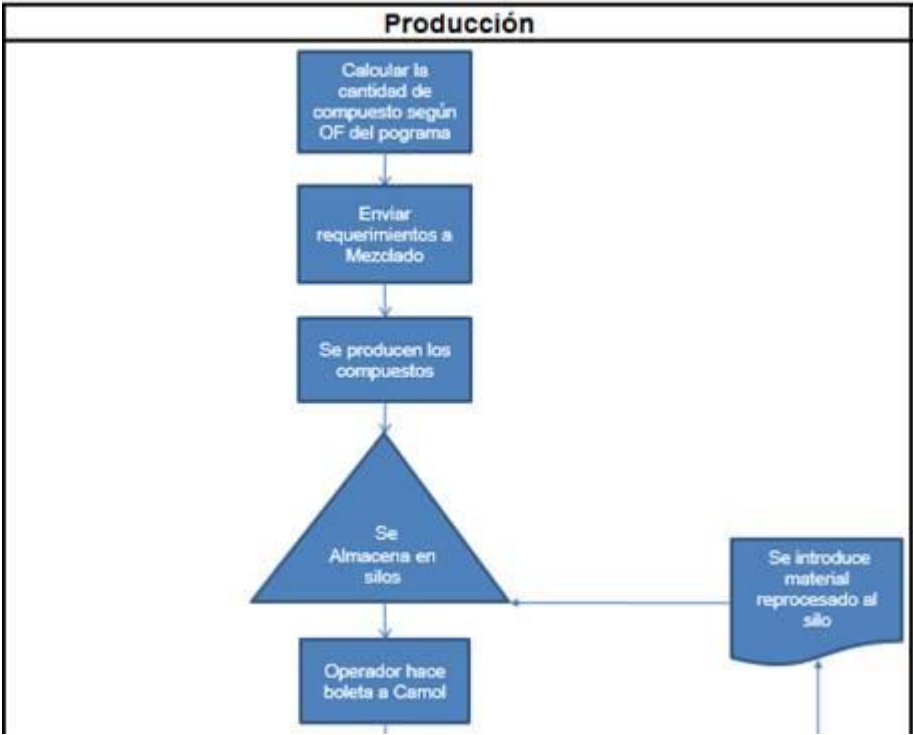 Producción
Calcular la
cantidad de
compuesto según
OF del pograma
Enviar
requerimientos a
Mezclado
Se producen los
compuestos
Se
Almacena en
silos
Se introduce
material
reprocesado al
silo
Operador hace
boleta a Camol